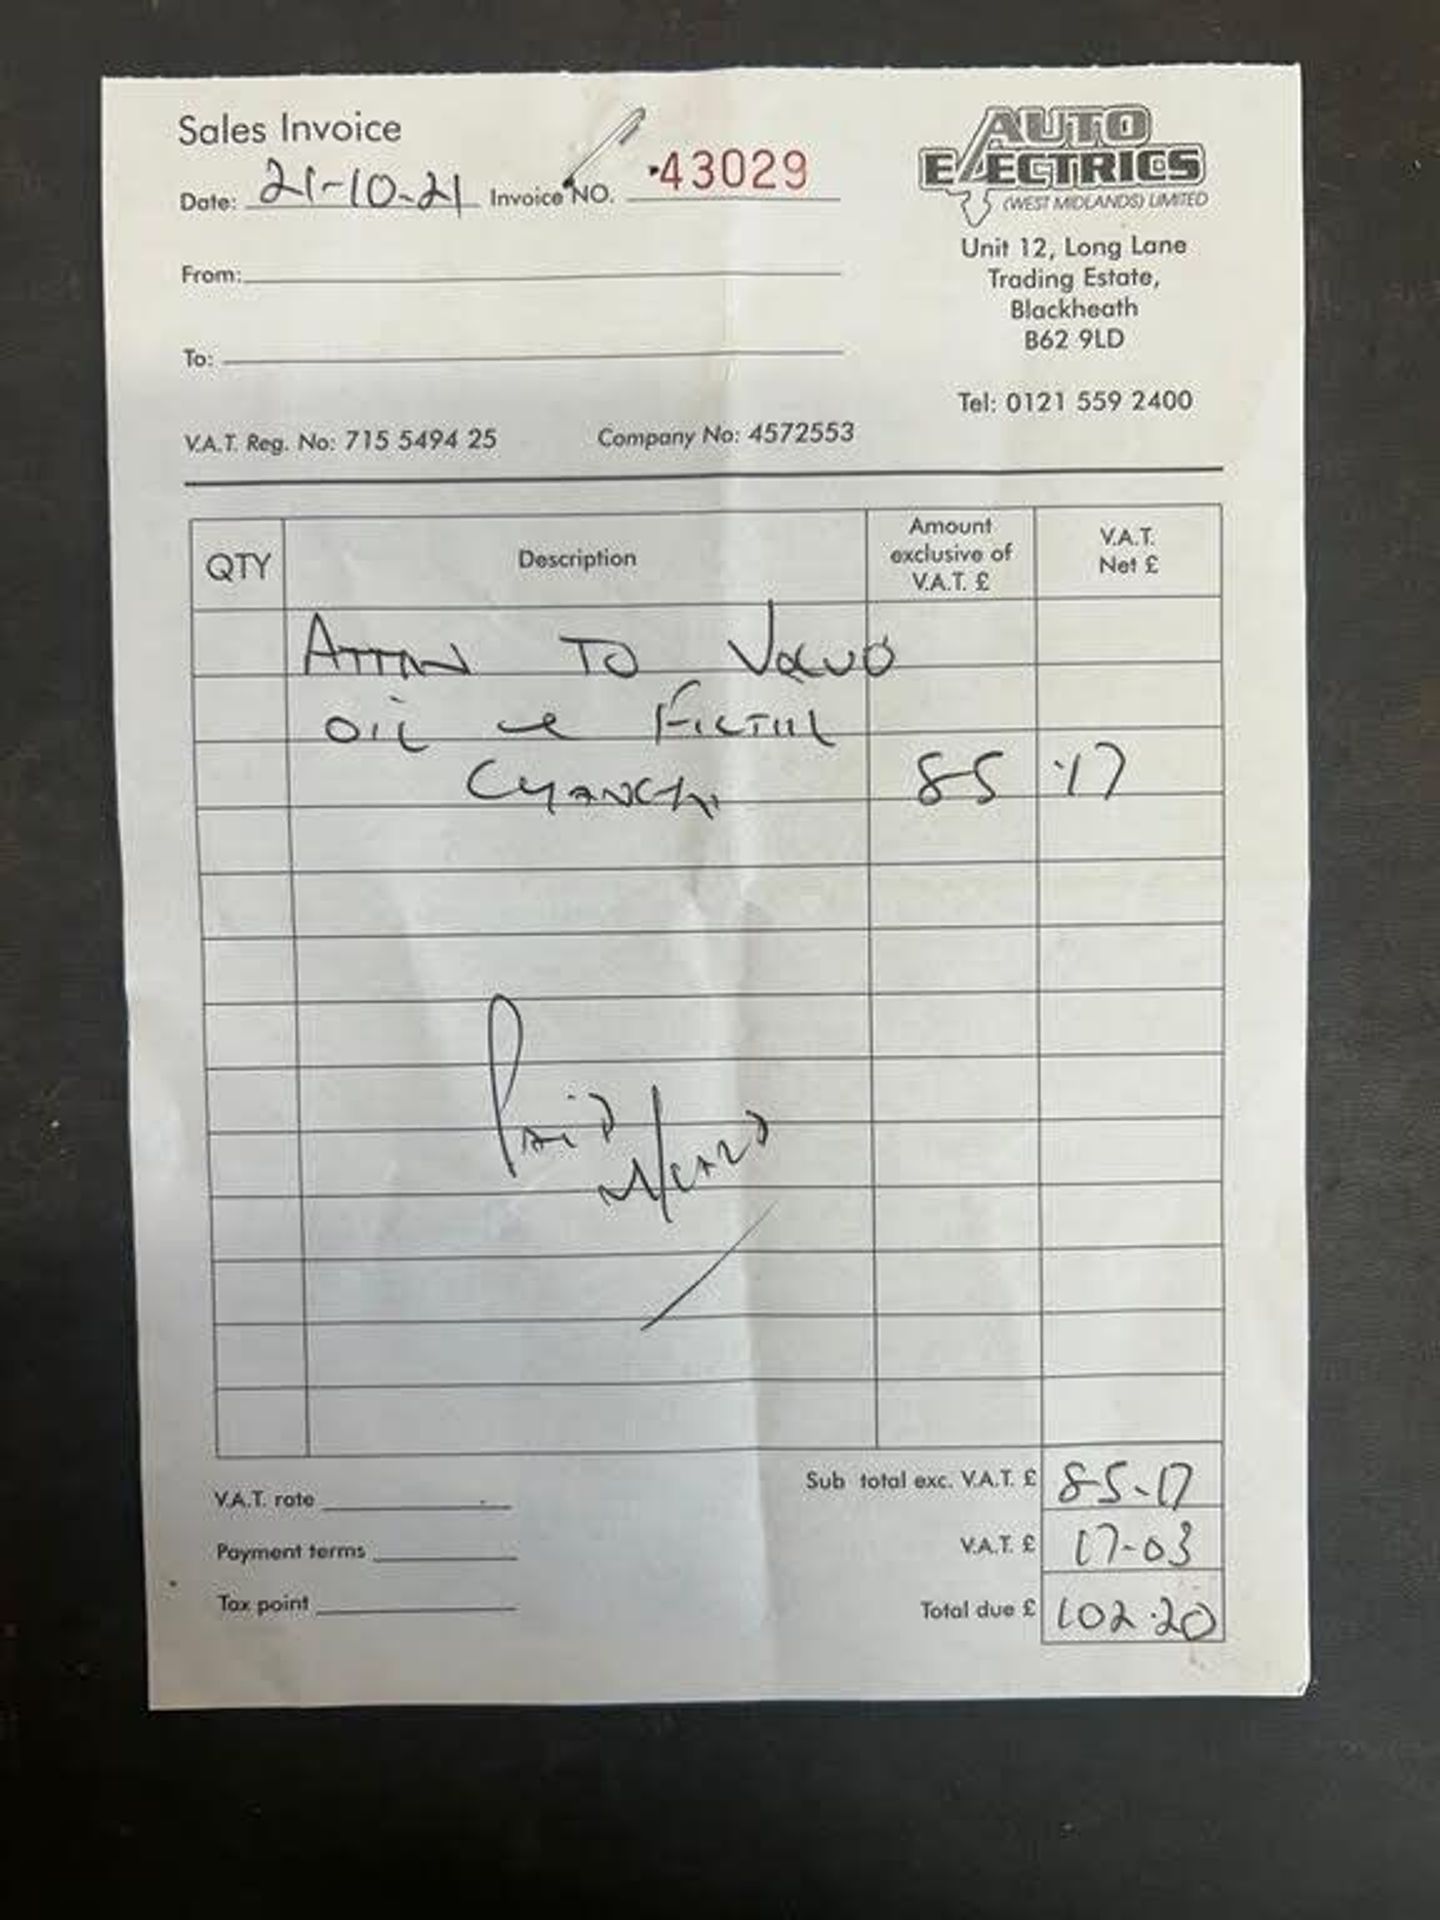 Sales Invoice
Date: 21-10-21 Invoice NO. 43029
From:
To:
AUTO
ELECTRICS
(WEST MIDLANDS) LIMITED
Unit 12, Long Lane
Trading Estate,
Blackheath
B62 9LD
Tel: 0121 559 2400
V.A.T. Reg. No: 715 5494 25 Company No: 4572553
QTY Description Amount exclusive of V.A.T. £ V.A.T. Net £
TO VOLVO
OIL & FILTER
CHANGE 85 .17
Paid
V.A.T. rate
Payment terms
Tax point
Sub total exc. V.A.T. £ 85-17
V.A.T. £ 17-03
Total due £ 102.20